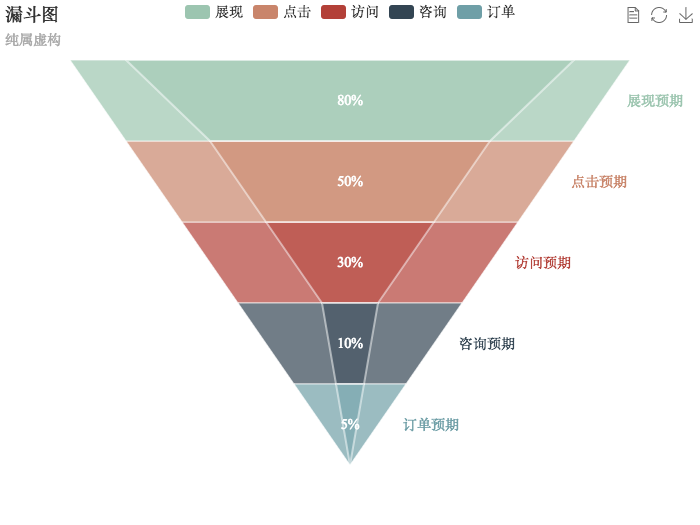 漏斗图
纯属虚构
展现 点击 访问 咨询 订单
80%
展现预期
50%
点击预期
30%
访问预期
10%
咨询预期
5%
订单预期